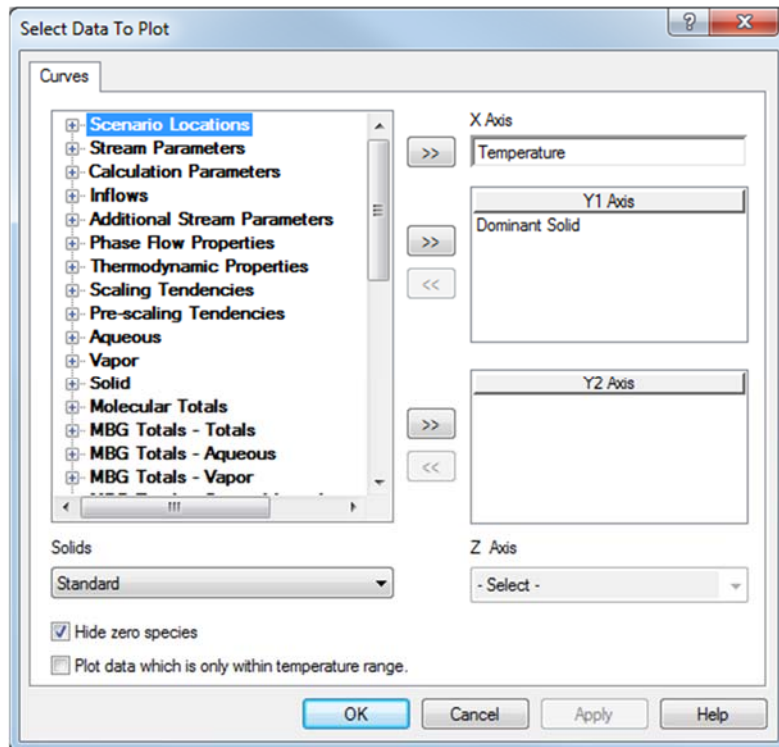 Select Data To Plot
Curves
Scenario Locations
Stream Parameters
Calculation Parameters
Inflows
Additional Stream Parameters
Phase Flow Properties
Thermodynamic Properties
Scaling Tendencies
Pre-scaling Tendencies
Aqueous
Vapor
Solid
Molecular Totals
MBG Totals - Totals
MBG Totals - Aqueous
MBG Totals - Vapor
X Axis
>>
Temperature
Y1 Axis
>>
Dominant Solid
<<
Y2 Axis
>>
<<
Solids
Standard
Z Axis
- Select -
Hide zero species
Plot data which is only within temperature range.
OK
Cancel
Apply
Help